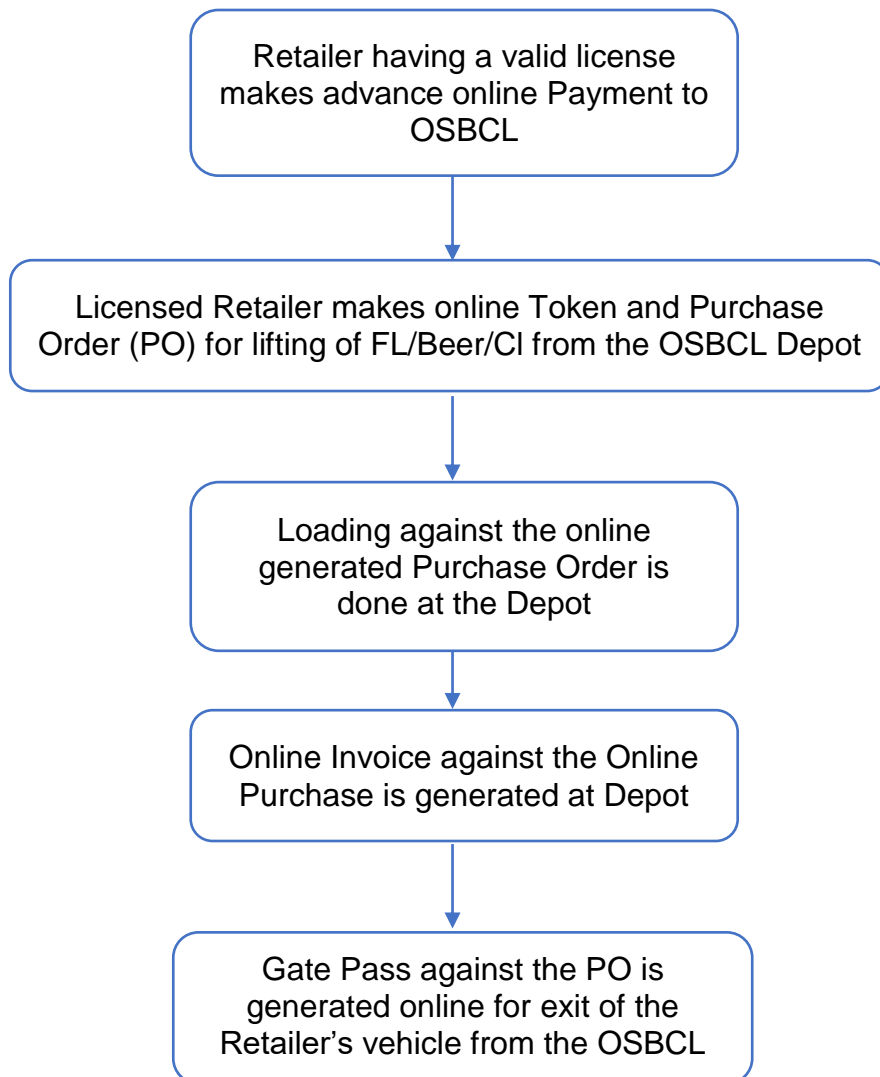 Retailer having a valid license
makes advance online Payment to
OSBCL
Licensed Retailer makes online Token and Purchase
Order (PO) for lifting of FL/Beer/Cl from the OSBCL Depot
Loading against the online
generated Purchase Order is
done at the Depot
Online Invoice against the Online
Purchase is generated at Depot
Gate Pass against the PO is
generated online for exit of the
Retailer’s vehicle from the OSBCL